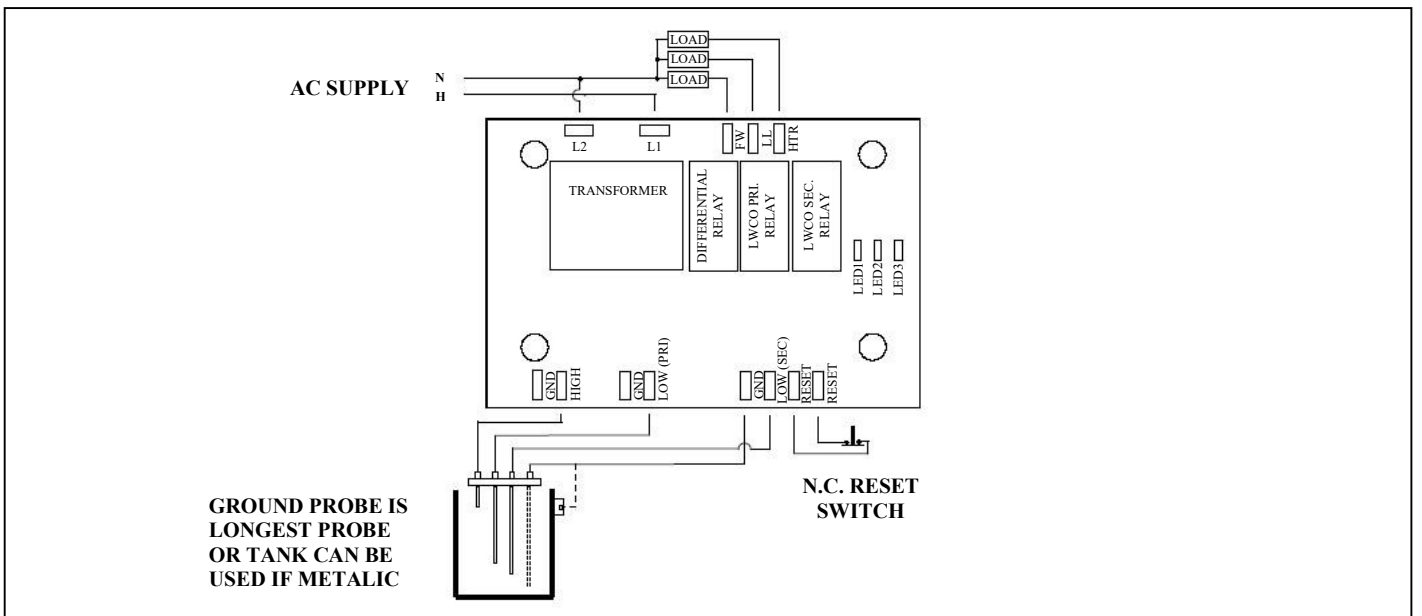 LOAD
LOAD
LOAD
AC SUPPLY
N
H
L2
L1
FW
LL
HTR
TRANSFORMER
DIFFERENTIAL
RELAY
LWCO PRI.
RELAY
LWCO SEC.
RELAY
LED1
LED2
LED3
GND
HIGH
GND
LOW (PRI)
GND
LOW (SEC)
RESET
RESET
N.C. RESET
SWITCH
GROUND PROBE IS
LONGEST PROBE
OR TANK CAN BE
USED IF METALIC